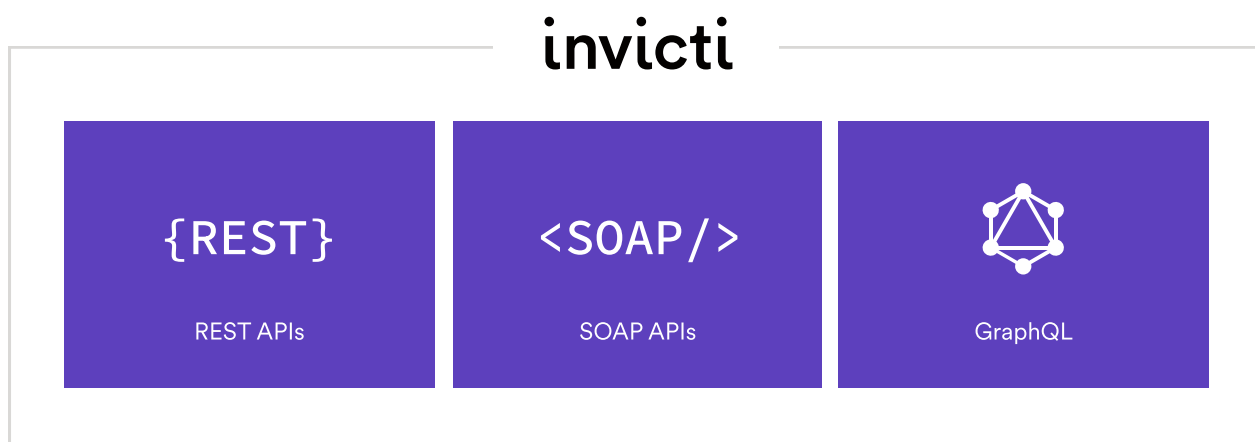 invicti
{REST}
<SOAP/>
REST APIs
SOAP APIs
GraphQL